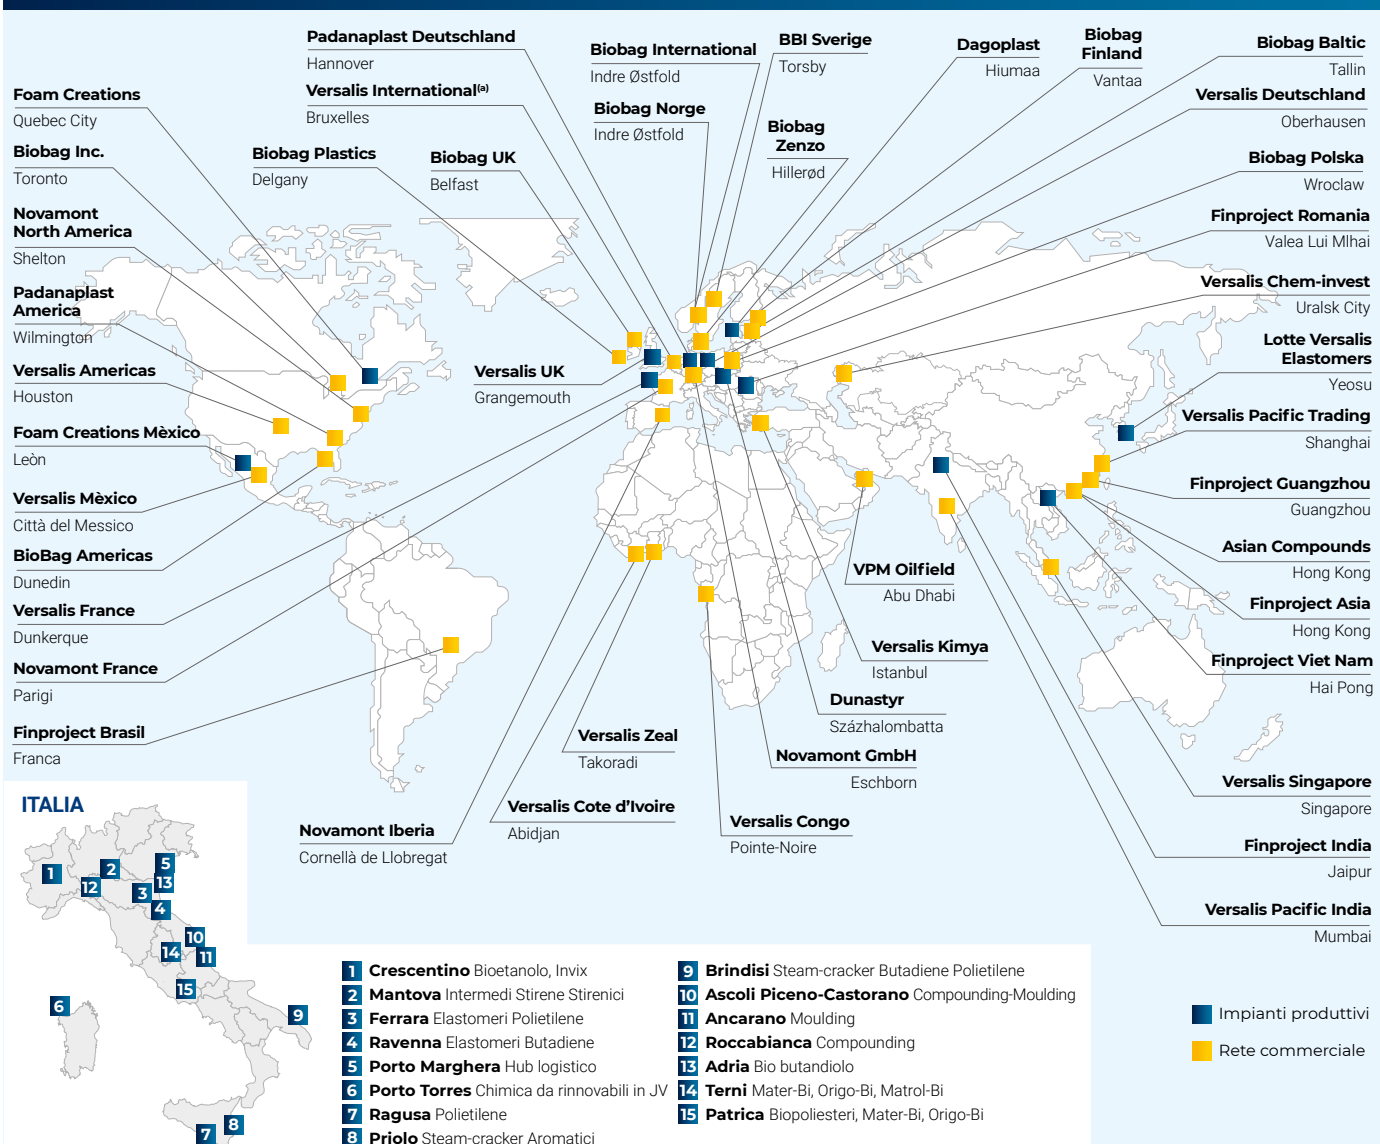 Padanaplast Deutschland
Hannover
Versalis International(a)
Bruxelles
Biobag International
Indre Østfold
Biobag Norge
Indre Østfold
BBI Sverige
Torsby
Biobag
Zenzo
Hillerød
Dagoplast
Hiumaa
Biobag
Finland
Vantaa
Biobag Baltic
Tallin
Versalis Deutschland
Oberhausen
Biobag Polska
Wroclaw
Finproject Romania
Valea Lui Mlhai
Versalis Chem-invest
Uralsk City
Lotte Versalis
Elastomers
Yeosu
Versalis Pacific Trading
Shanghai
Finproject Guangzhou
Guangzhou
Asian Compounds
Hong Kong
Finproject Asia
Hong Kong
Finproject Viet Nam
Hai Pong
Versalis Singapore
Singapore
Finproject India
Jaipur
Versalis Pacific India
Mumbai
Foam Creations
Quebec City
Biobag Inc.
Toronto
Novamont
North America
Shelton
Padanaplast
America
Wilmington
Versalis Americas
Houston
Foam Creations Mèxico
Leòn
Versalis Mèxico
Città del Messico
BioBag Americas
Dunedin
Versalis France
Dunkerque
Novamont France
Parigi
Finproject Brasil
Franca
Biobag Plastics
Delgany
Biobag UK
Belfast
Versalis UK
Grangemouth
VPM Oilfield
Abu Dhabi
Versalis Kimya
Istanbul
Dunastyr
Százhalombatta
Novamont GmbH
Eschborn
Versalis Zeal
Takoradi
Versalis Cote d’Ivoire
Abidjan
Versalis Congo
Pointe-Noire
Novamont Iberia
Cornellà de Llobregat
ITALIA
1
2
3
4
5
6
7
8
9
10
11
12
13
14
15
1 Crescentino Bioetanolo, Invix
2 Mantova Intermedi Stirene Stirenici
3 Ferrara Elastomeri Polietilene
4 Ravenna Elastomeri Butadiene
5 Porto Marghera Hub logistico
6 Porto Torres Chimica da rinnovabili in JV
7 Ragusa Polietilene
8 Priolo Steam-cracker Aromatici
9 Brindisi Steam-cracker Butadiene Polietilene
10 Ascoli Piceno-Castorano Compounding-Moulding
11 Ancarano Moulding
12 Roccabianca Compounding
13 Adria Bio butandiolo
14 Terni Mater-Bi, Origo-Bi, Matrol-Bi
15 Patrica Biopoliesteri, Mater-Bi, Origo-Bi
Impianti produttivi
Rete commerciale